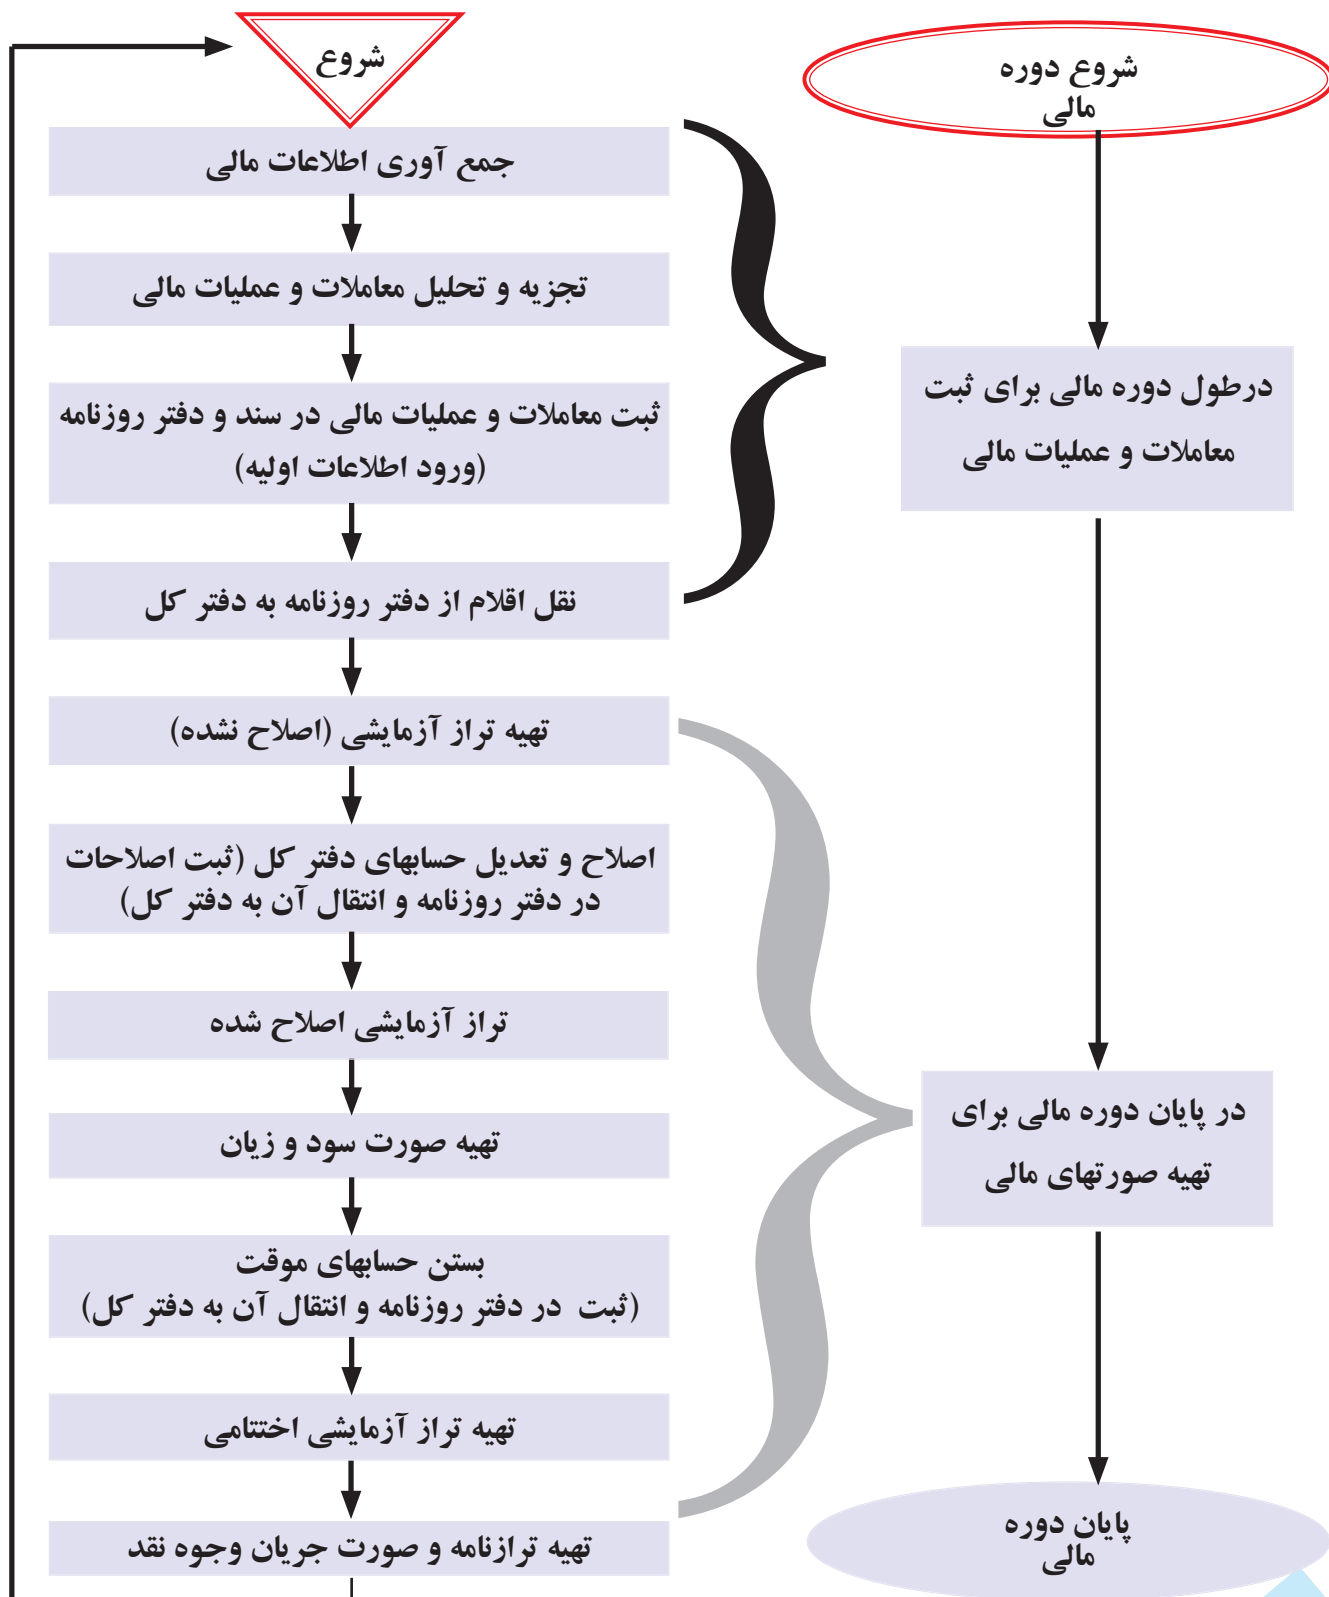 شروع
جمع آوری اطلاعات مالی
تجزیه و تحلیل معاملات و عملیات مالی
ثبت معاملات و عملیات مالی در سند و دفتر روزنامه
(ورود اطلاعات اولیه)
نقل اقلام از دفتر روزنامه به دفتر کل
تهیه تراز آزمایشی (اصلاح نشده)
اصلاح و تعدیل حسابهای دفتر کل (ثبت اصلاحات
در دفتر روزنامه و انتقال آن به دفتر کل)
تراز آزمایشی اصلاح شده
تهیه صورت سود و زیان
بستن حسابهای موقت
(ثبت در دفتر روزنامه و انتقال آن به دفتر کل)
تهیه تراز آزمایشی اختتامی
تهیه ترازنامه و صورت جریان وجوه نقد
شروع دوره
مالی
درطول دوره مالی برای ثبت
معاملات و عملیات مالی
در پایان دوره مالی برای
تهیه صورتهای مالی
پایان دوره
مالی